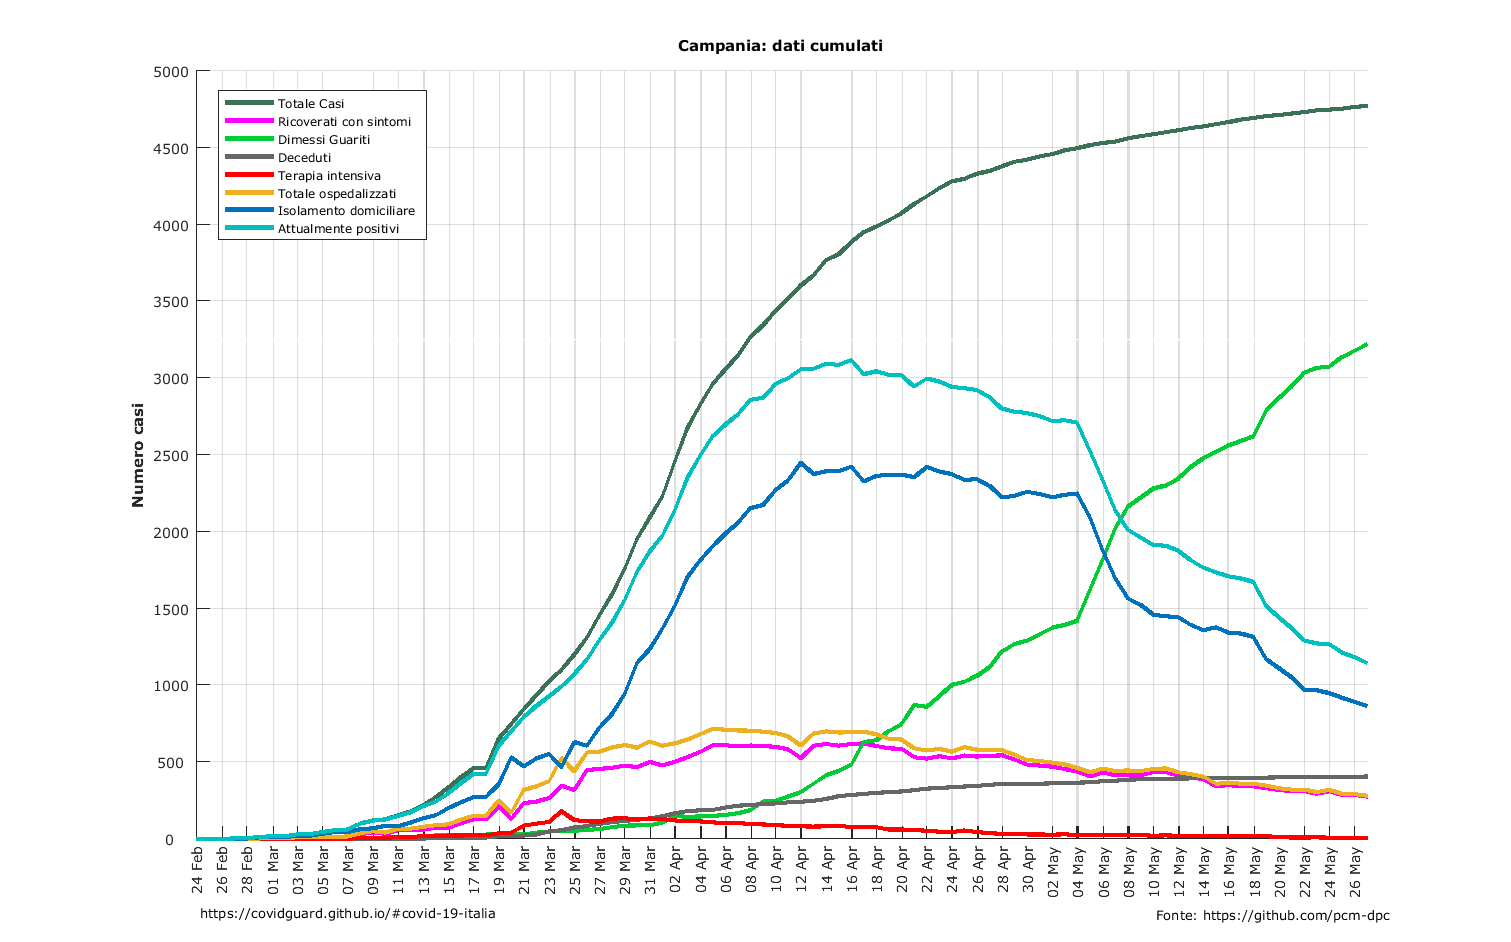 Campania: dati cumulati
Numero casi
5000
4500
4000
3500
3000
2500
2000
1500
1000
500
0
Totale Casi
Ricoverati con sintomi
Dimessi Guariti
Deceduti
Terapia intensiva
Totale ospedalizzati
Isolamento domiciliare
Attualmente positivi
24 Feb
26 Feb
28 Feb
01 Mar
03 Mar
05 Mar
07 Mar
09 Mar
11 Mar
13 Mar
15 Mar
17 Mar
19 Mar
21 Mar
23 Mar
25 Mar
27 Mar
29 Mar
31 Mar
02 Apr
04 Apr
06 Apr
08 Apr
10 Apr
12 Apr
14 Apr
16 Apr
18 Apr
20 Apr
22 Apr
24 Apr
26 Apr
28 Apr
30 Apr
02 May
04 May
06 May
08 May
10 May
12 May
14 May
16 May
18 May
20 May
22 May
24 May
26 May
https://covidguard.github.io/#covid-19-italia
Fonte: https://github.com/pcm-dpc